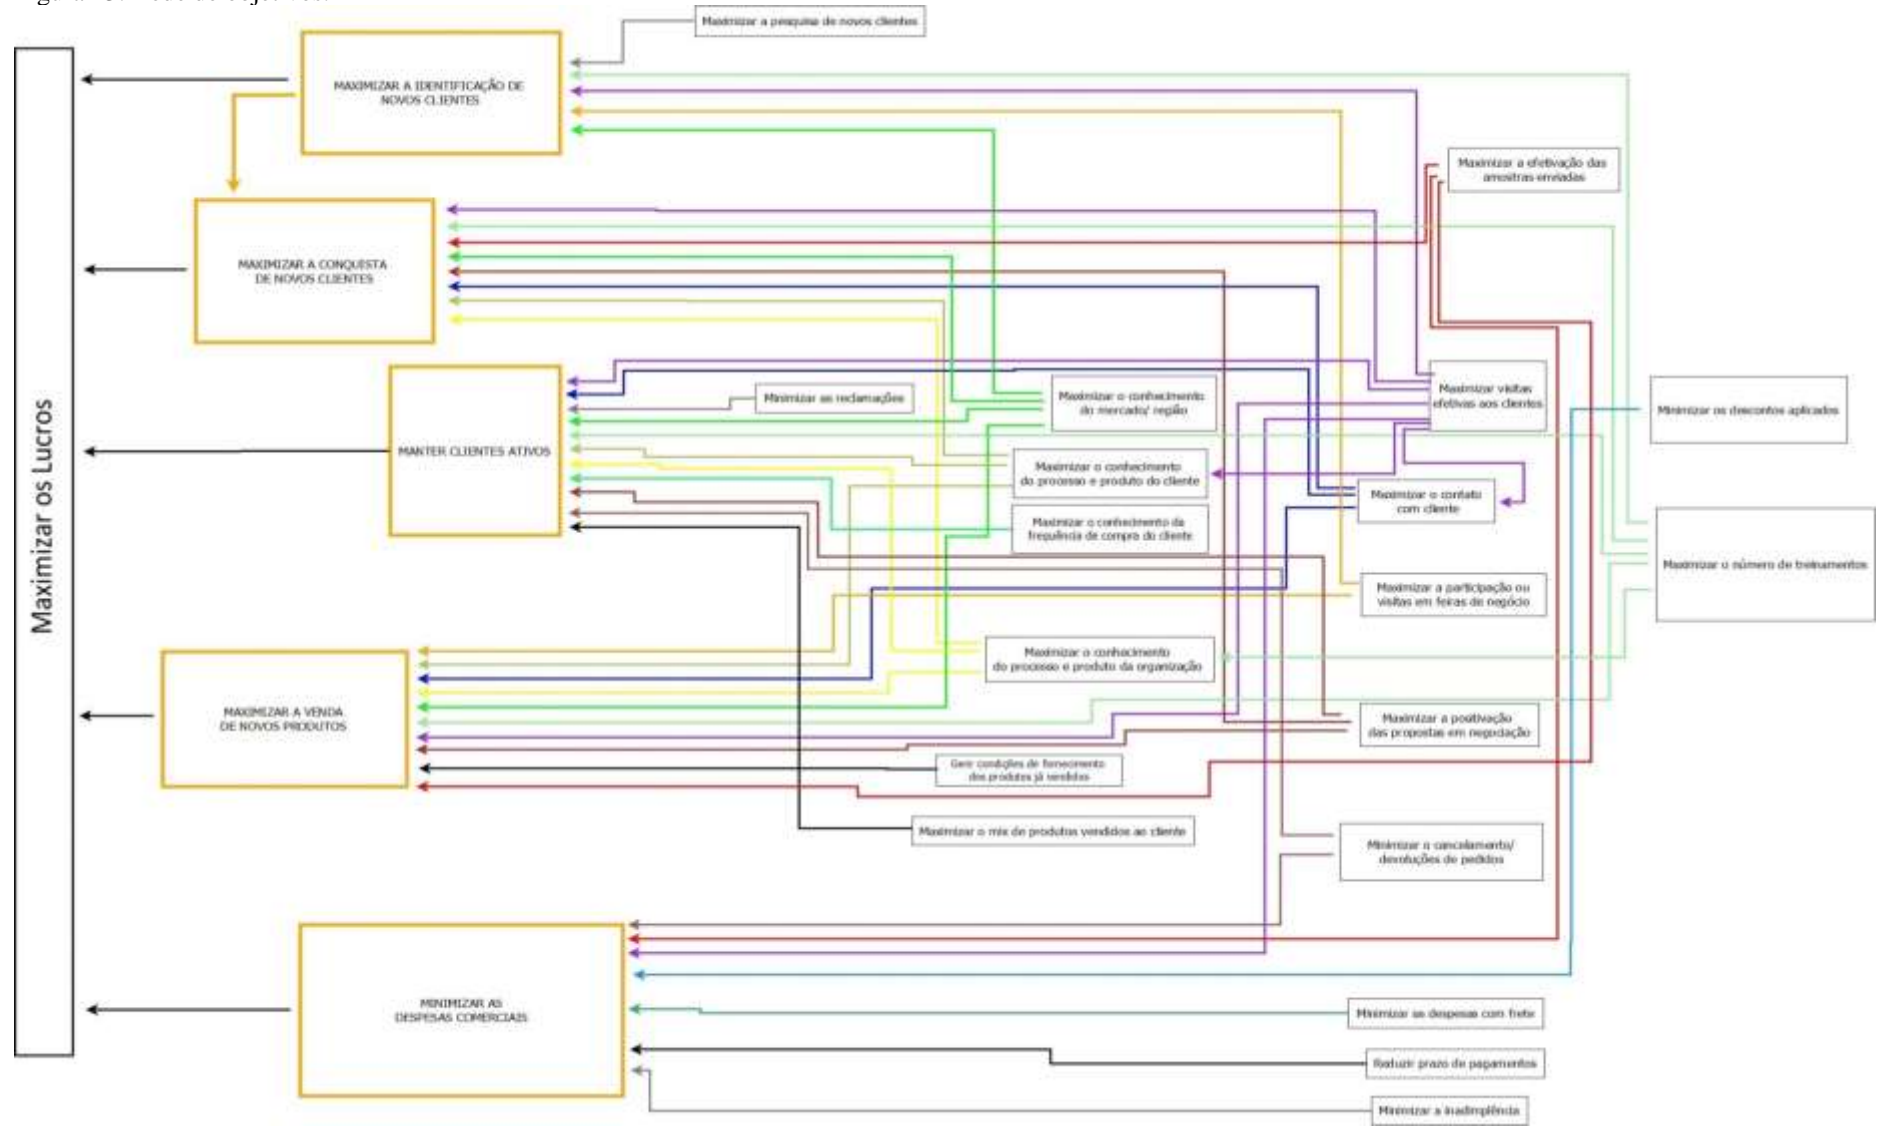 Maximizar a pesquisa de novos clientes
MAXIMIZAR A IDENTIFICAÇÃO DE
NOVOS CLIENTES
Maximizar a efetivação das
amostras enviadas
MAXIMIZAR A CONQUISTA
DE NOVOS CLIENTES
Maximizar os Lucros
Minimizar as reclamações
Maximizar o conhecimento
do mercado/ região
Maximizar visitas
efetivas aos clientes
Minimizar os descontos aplicados
MANTER CLIENTES ATIVOS
Maximizar o conhecimento
do processo e produto do cliente
Maximizar o contato
com cliente
Maximizar o conhecimento da
frequência de compra do cliente
Maximizar o número de treinamentos
Maximizar a participação ou
visitas em feiras de negócio
Maximizar o conhecimento
do processo e produto da organização
MAXIMIZAR A VENDA
DE NOVOS PRODUTOS
Maximizar a positivação
das propostas em negociação
Gerir condições de fornecimento
dos produtos já vendidos
Maximizar o mix de produtos vendidos ao cliente
Minimizar o cancelamento/
devoluções de pedidos
MINIMIZAR AS
DESPESAS COMERCIAIS
Minimizar as despesas com frete
Reduzir prazo de pagamentos
Minimizar a inadimplência